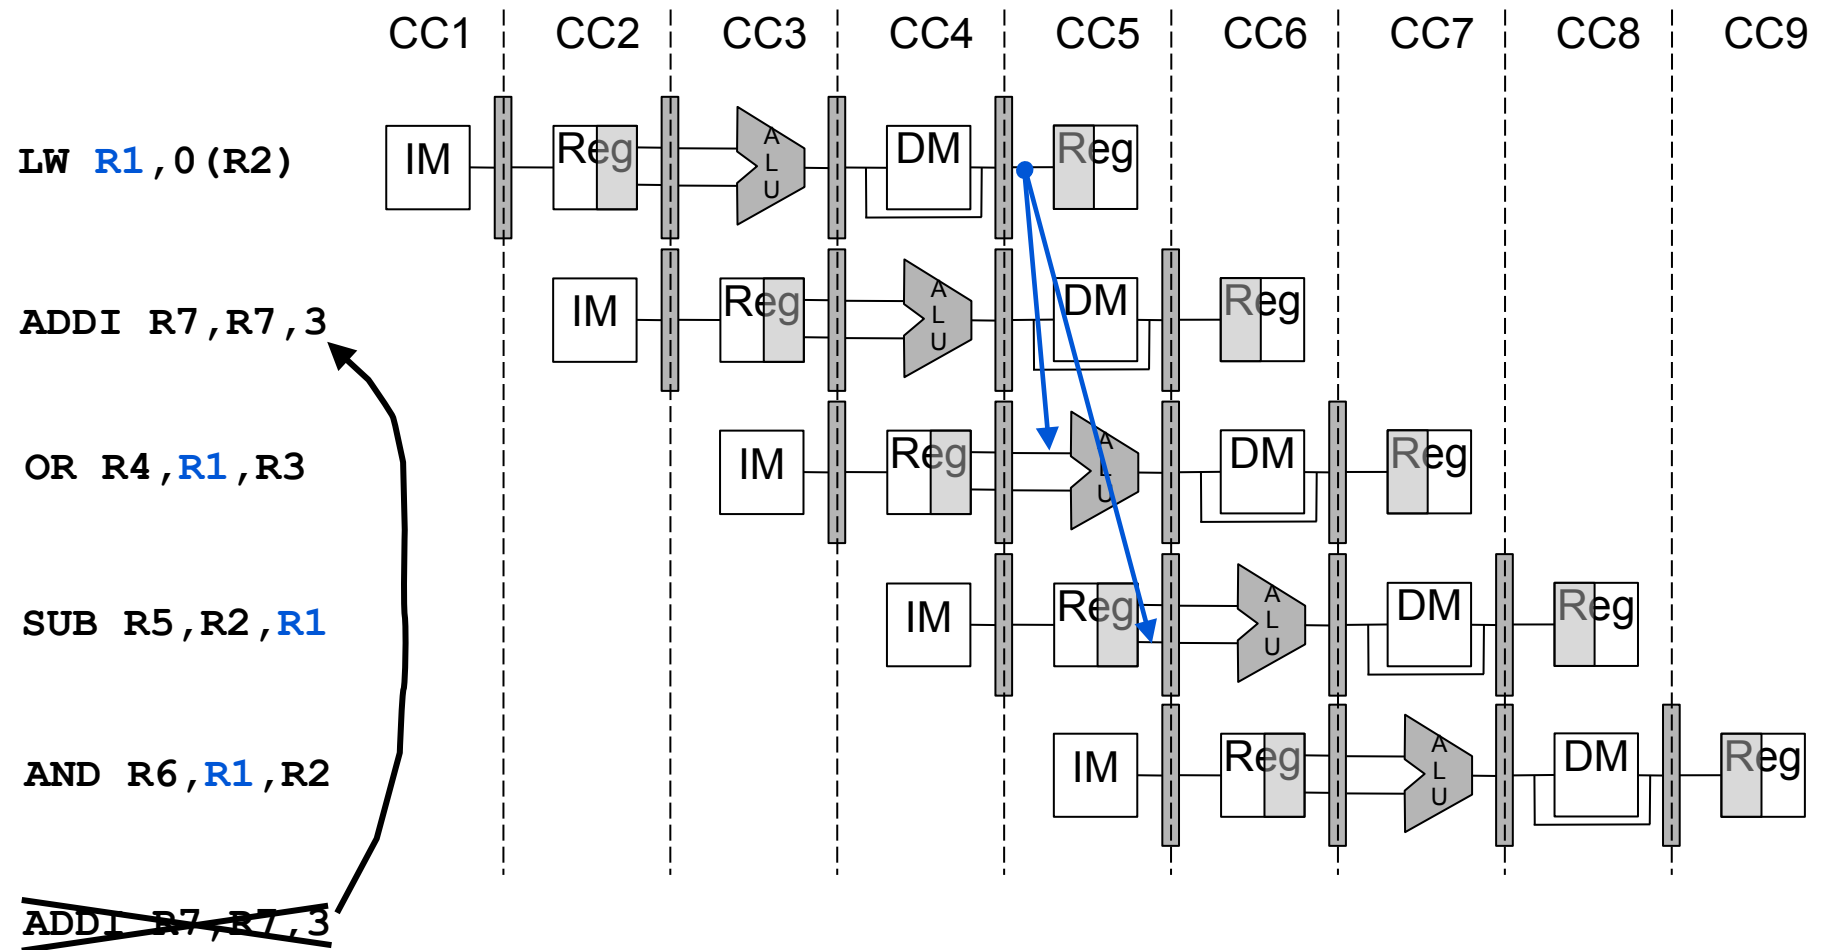 CC1 CC2 CC3 CC4 CC5 CC6 CC7 CC8 CC9
LW R1,0(R2) IM Reg ALU DM Reg
ADDI R7,R7,3 IM Reg ALU DM Reg
OR R4,R1,R3 IM Reg ALU DM Reg
SUB R5,R2,R1 IM Reg ALU DM Reg
AND R6,R1,R2 IM Reg ALU DM Reg
ADDI R7,R7,3